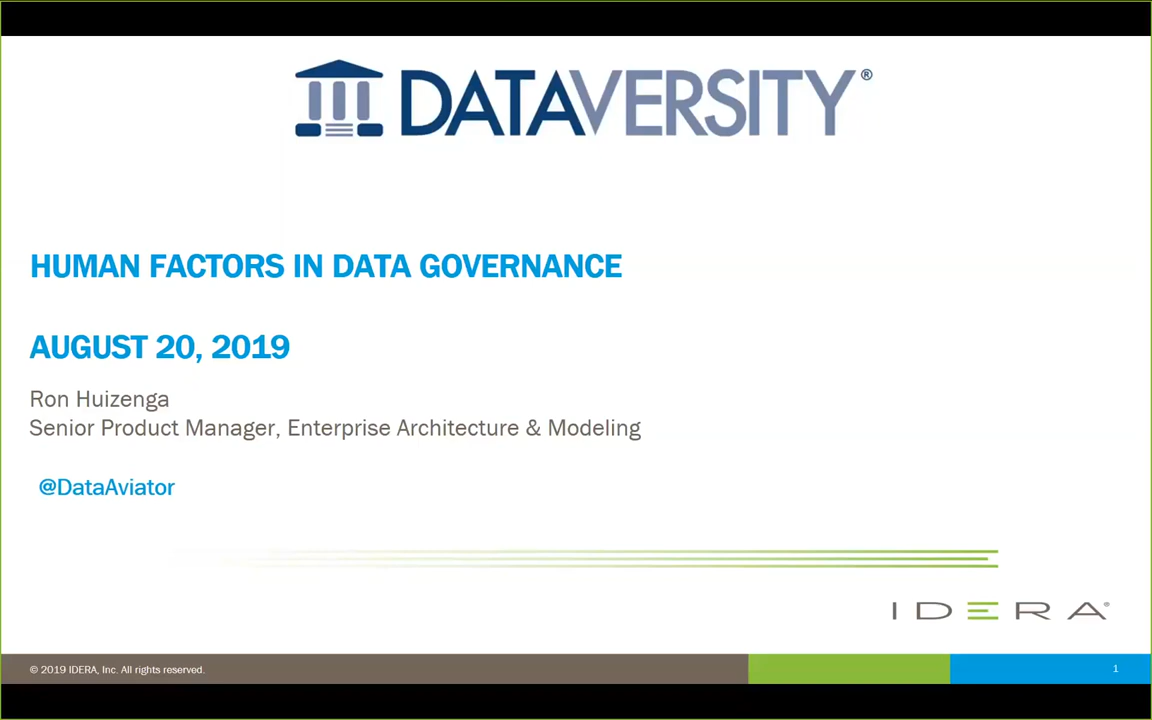 DATAVERSITY®
HUMAN FACTORS IN DATA GOVERNANCE
AUGUST 20, 2019
Ron Huizenga
Senior Product Manager, Enterprise Architecture & Modeling
@DataAviator
IDERA®
© 2019 IDERA, Inc. All rights reserved.
1